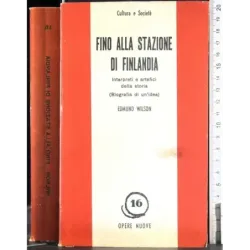 Cultura e Società
FINO ALLA STAZIONE
DI FINLANDIA
Interpreti e artefici
della storia
(Biografia di un'idea)
EDMUND WILSON
16
OPERE NUOVE